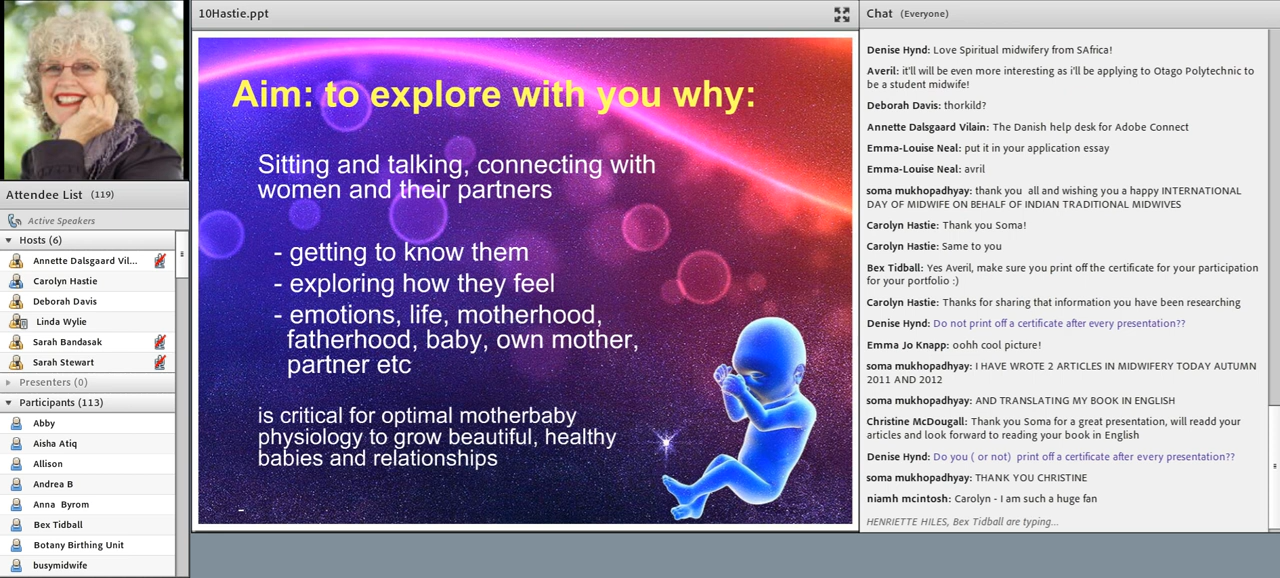 Attendee List (119)
Active Speakers
Hosts (6)
Annette Dalsgaard Vil...
Carolyn Hastie
Deborah Davis
Linda Wylie
Sarah Bandasak
Sarah Stewart
Presenters (0)
Participants (113)
Abby
Aisha Atiq
Allison
Andrea B
Anna Byrom
Bex Tidball
Botany Birthing Unit
busymidwife
10Hastie.ppt
Aim: to explore with you why:
Sitting and talking, connecting with
women and their partners
- getting to know them
- exploring how they feel
- emotions, life, motherhood,
fatherhood, baby, own mother,
partner etc
is critical for optimal motherbaby
physiology to grow beautiful, healthy
babies and relationships
Chat (Everyone)
Denise Hynd: Love Spiritual midwifery from SAfrica!
Averil: it'll will be even more interesting as i'll be applying to Otago Polytechnic to
be a student midwife!
Deborah Davis: thorkild?
Annette Dalsgaard Vilain: The Danish help desk for Adobe Connect
Emma-Louise Neal: put it in your application essay
Emma-Louise Neal: avril
soma mukhopadhyay: thank you all and wishing you a happy INTERNATIONAL
DAY OF MIDWIFE ON BEHALF OF INDIAN TRADITIONAL MIDWIVES
Carolyn Hastie: Thank you Soma!
Carolyn Hastie: Same to you
Bex Tidball: Yes Averil, make sure you print off the certificate for your participation
for your portfolio :)
Carolyn Hastie: Thanks for sharing that information you have been researching
Denise Hynd: Do not print off a certificate after every presentation??
Emma Jo Knapp: oohh cool picture!
soma mukhopadhyay: I HAVE WROTE 2 ARTICLES IN MIDWIFERY TODAY AUTUMN
2011 AND 2012
soma mukhopadhyay: AND TRANSLATING MY BOOK IN ENGLISH
Christine McDougall: Thank you Soma for a great presentation, will readd your
articles and look forward to reading your book in English
Denise Hynd: Do you ( or not) print off a certificate after every presentation??
soma mukhopadhyay: THANK YOU CHRISTINE
niamh mcintosh: Carolyn - I am such a huge fan
HENRIETTE HILES, Bex Tidball are typing...